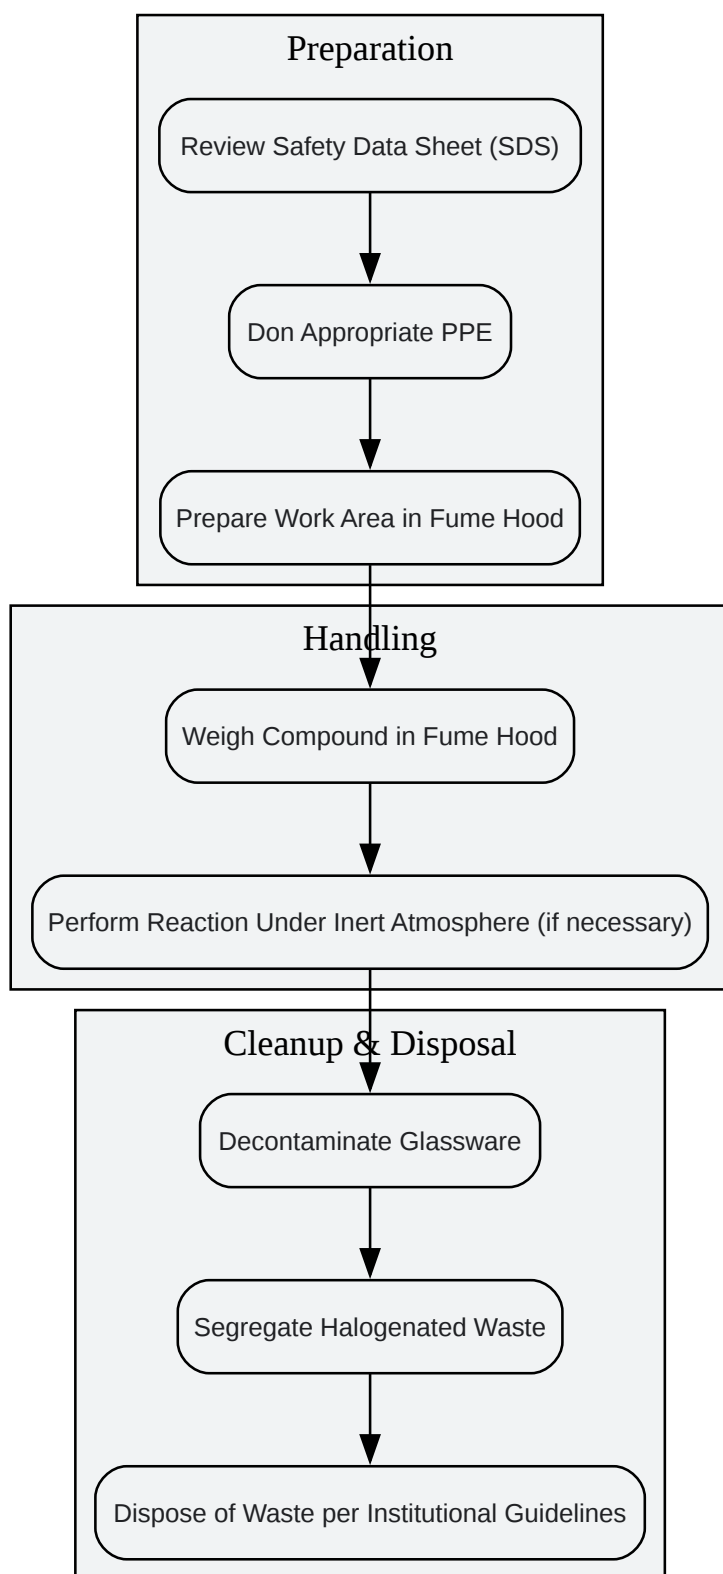 Preparation
Review Safety Data Sheet (SDS)
Don Appropriate PPE
Prepare Work Area in Fume Hood
Handling
Weigh Compound in Fume Hood
Perform Reaction Under Inert Atmosphere (if necessary)
Cleanup & Disposal
Decontaminate Glassware
Segregate Halogenated Waste
Dispose of Waste per Institutional Guidelines